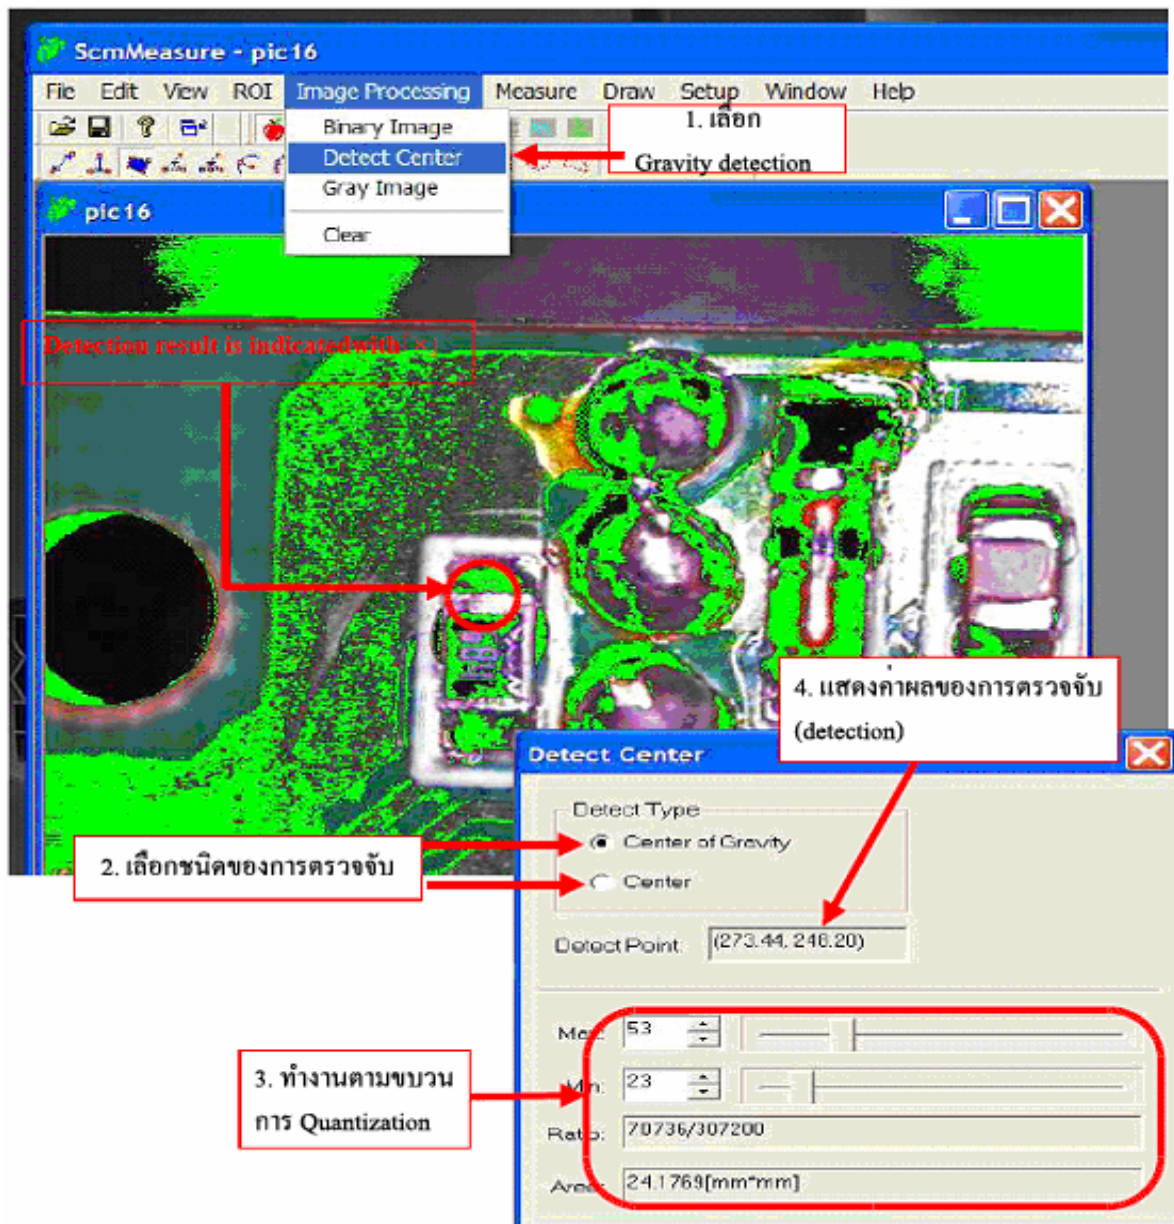 ScmMeasure - pic16
File Edit View ROI Image Processing Measure Draw Setup Window Help
Binary Image
Detect Center
Gray Image
Clear
1. เลือก
Gravity detection
pic16
Detection result is indicatedwith(×)
4. แสดงค่าผลของการตรวจจับ
(detection)
Detect Center
Detect Type
Center of Gravity
Center
2. เลือกชนิดของการตรวจจับ
Detect Point: (273.44, 248.20)
Max: 53
Min: 23
3. ทำงานตามขบวน
การ Quantization
Ratio: 70736/307200
Area: 24.1769[mm*mm]